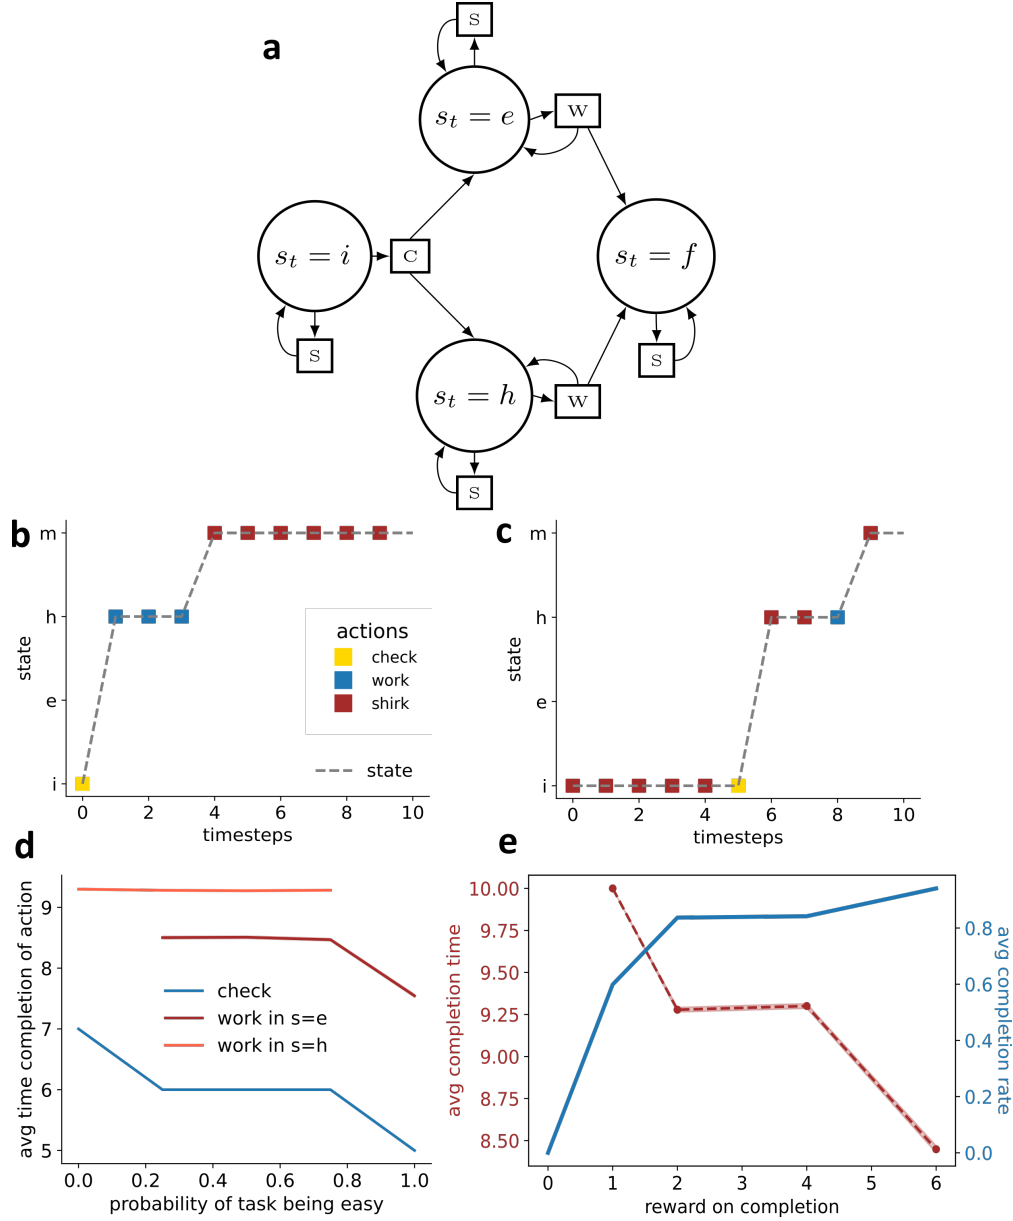 a
S
s_t = e
W
s_t = i
C
s_t = f
S
S
s_t = h
W
S
b
m
h
e
i
state
0 2 4 6 8 10
timesteps
actions
check
work
shirk
state
c
m
h
e
i
state
0 2 4 6 8 10
timesteps
d
avg time completion of action
9
8
7
6
5
check
work in s=e
work in s=h
0.0 0.2 0.4 0.6 0.8 1.0
probability of task being easy
e
avg completion time
10.00
9.75
9.50
9.25
9.00
8.75
8.50
0 1 2 3 4 5 6
reward on completion
0.8
0.6
0.4
0.2
0.0
avg completion rate